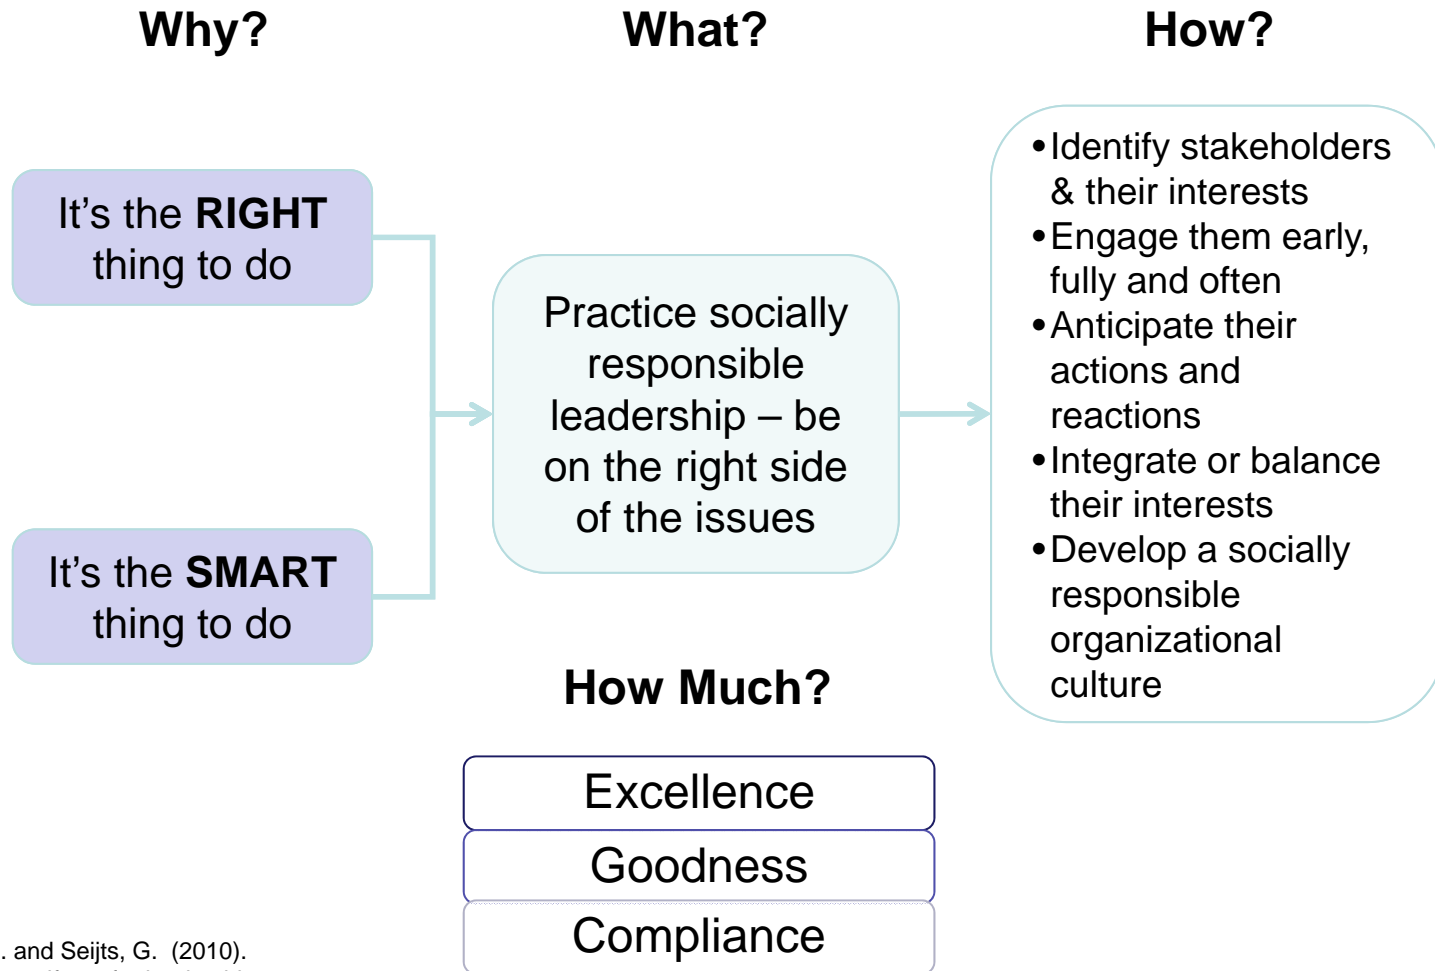 Why?
It's the RIGHT
thing to do
It's the SMART
thing to do
What?
Practice socially
responsible
leadership – be
on the right side
of the issues
How?
•Identify stakeholders
& their interests
•Engage them early,
fully and often
•Anticipate their
actions and
reactions
•Integrate or balance
their interests
•Develop a socially
responsible
organizational
culture
How Much?
Excellence
Goodness
Compliance
. and Seijts, G. (2010).